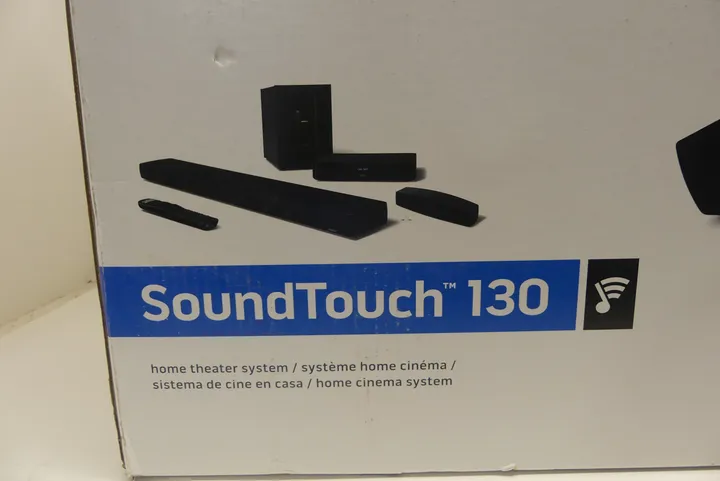 SoundTouch™ 130
home theater system / système home cinéma /
sistema de cine en casa / home cinema system